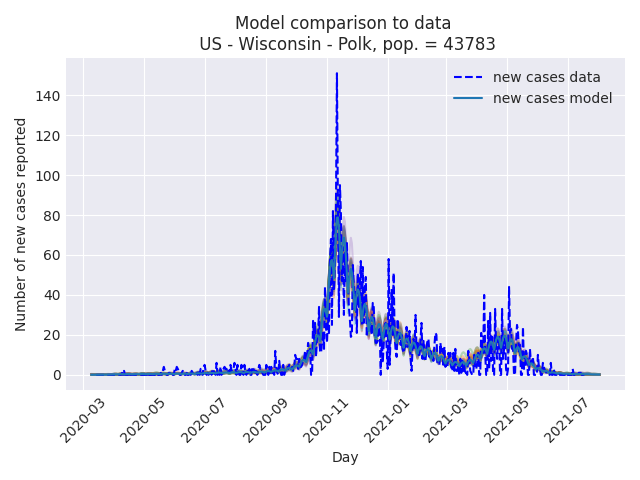 Model comparison to data
US - Wisconsin - Polk, pop. = 43783
new cases data
new cases model
Number of new cases reported
140
120
100
80
60
40
20
0
2020-03
2020-05
2020-07
2020-09
2020-11
2021-01
2021-03
2021-05
2021-07
Day